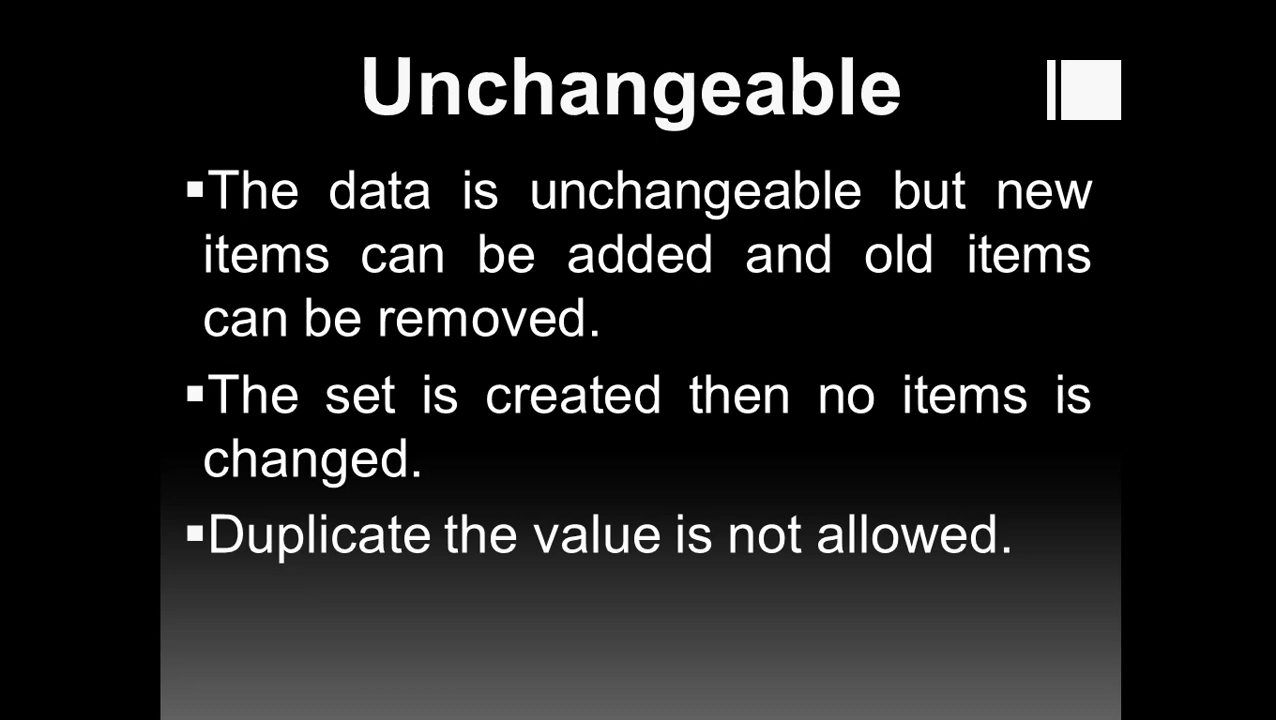 Unchangeable
▪The data is unchangeable but new
items can be added and old items
can be removed.
▪The set is created then no items is
changed.
▪Duplicate the value is not allowed.